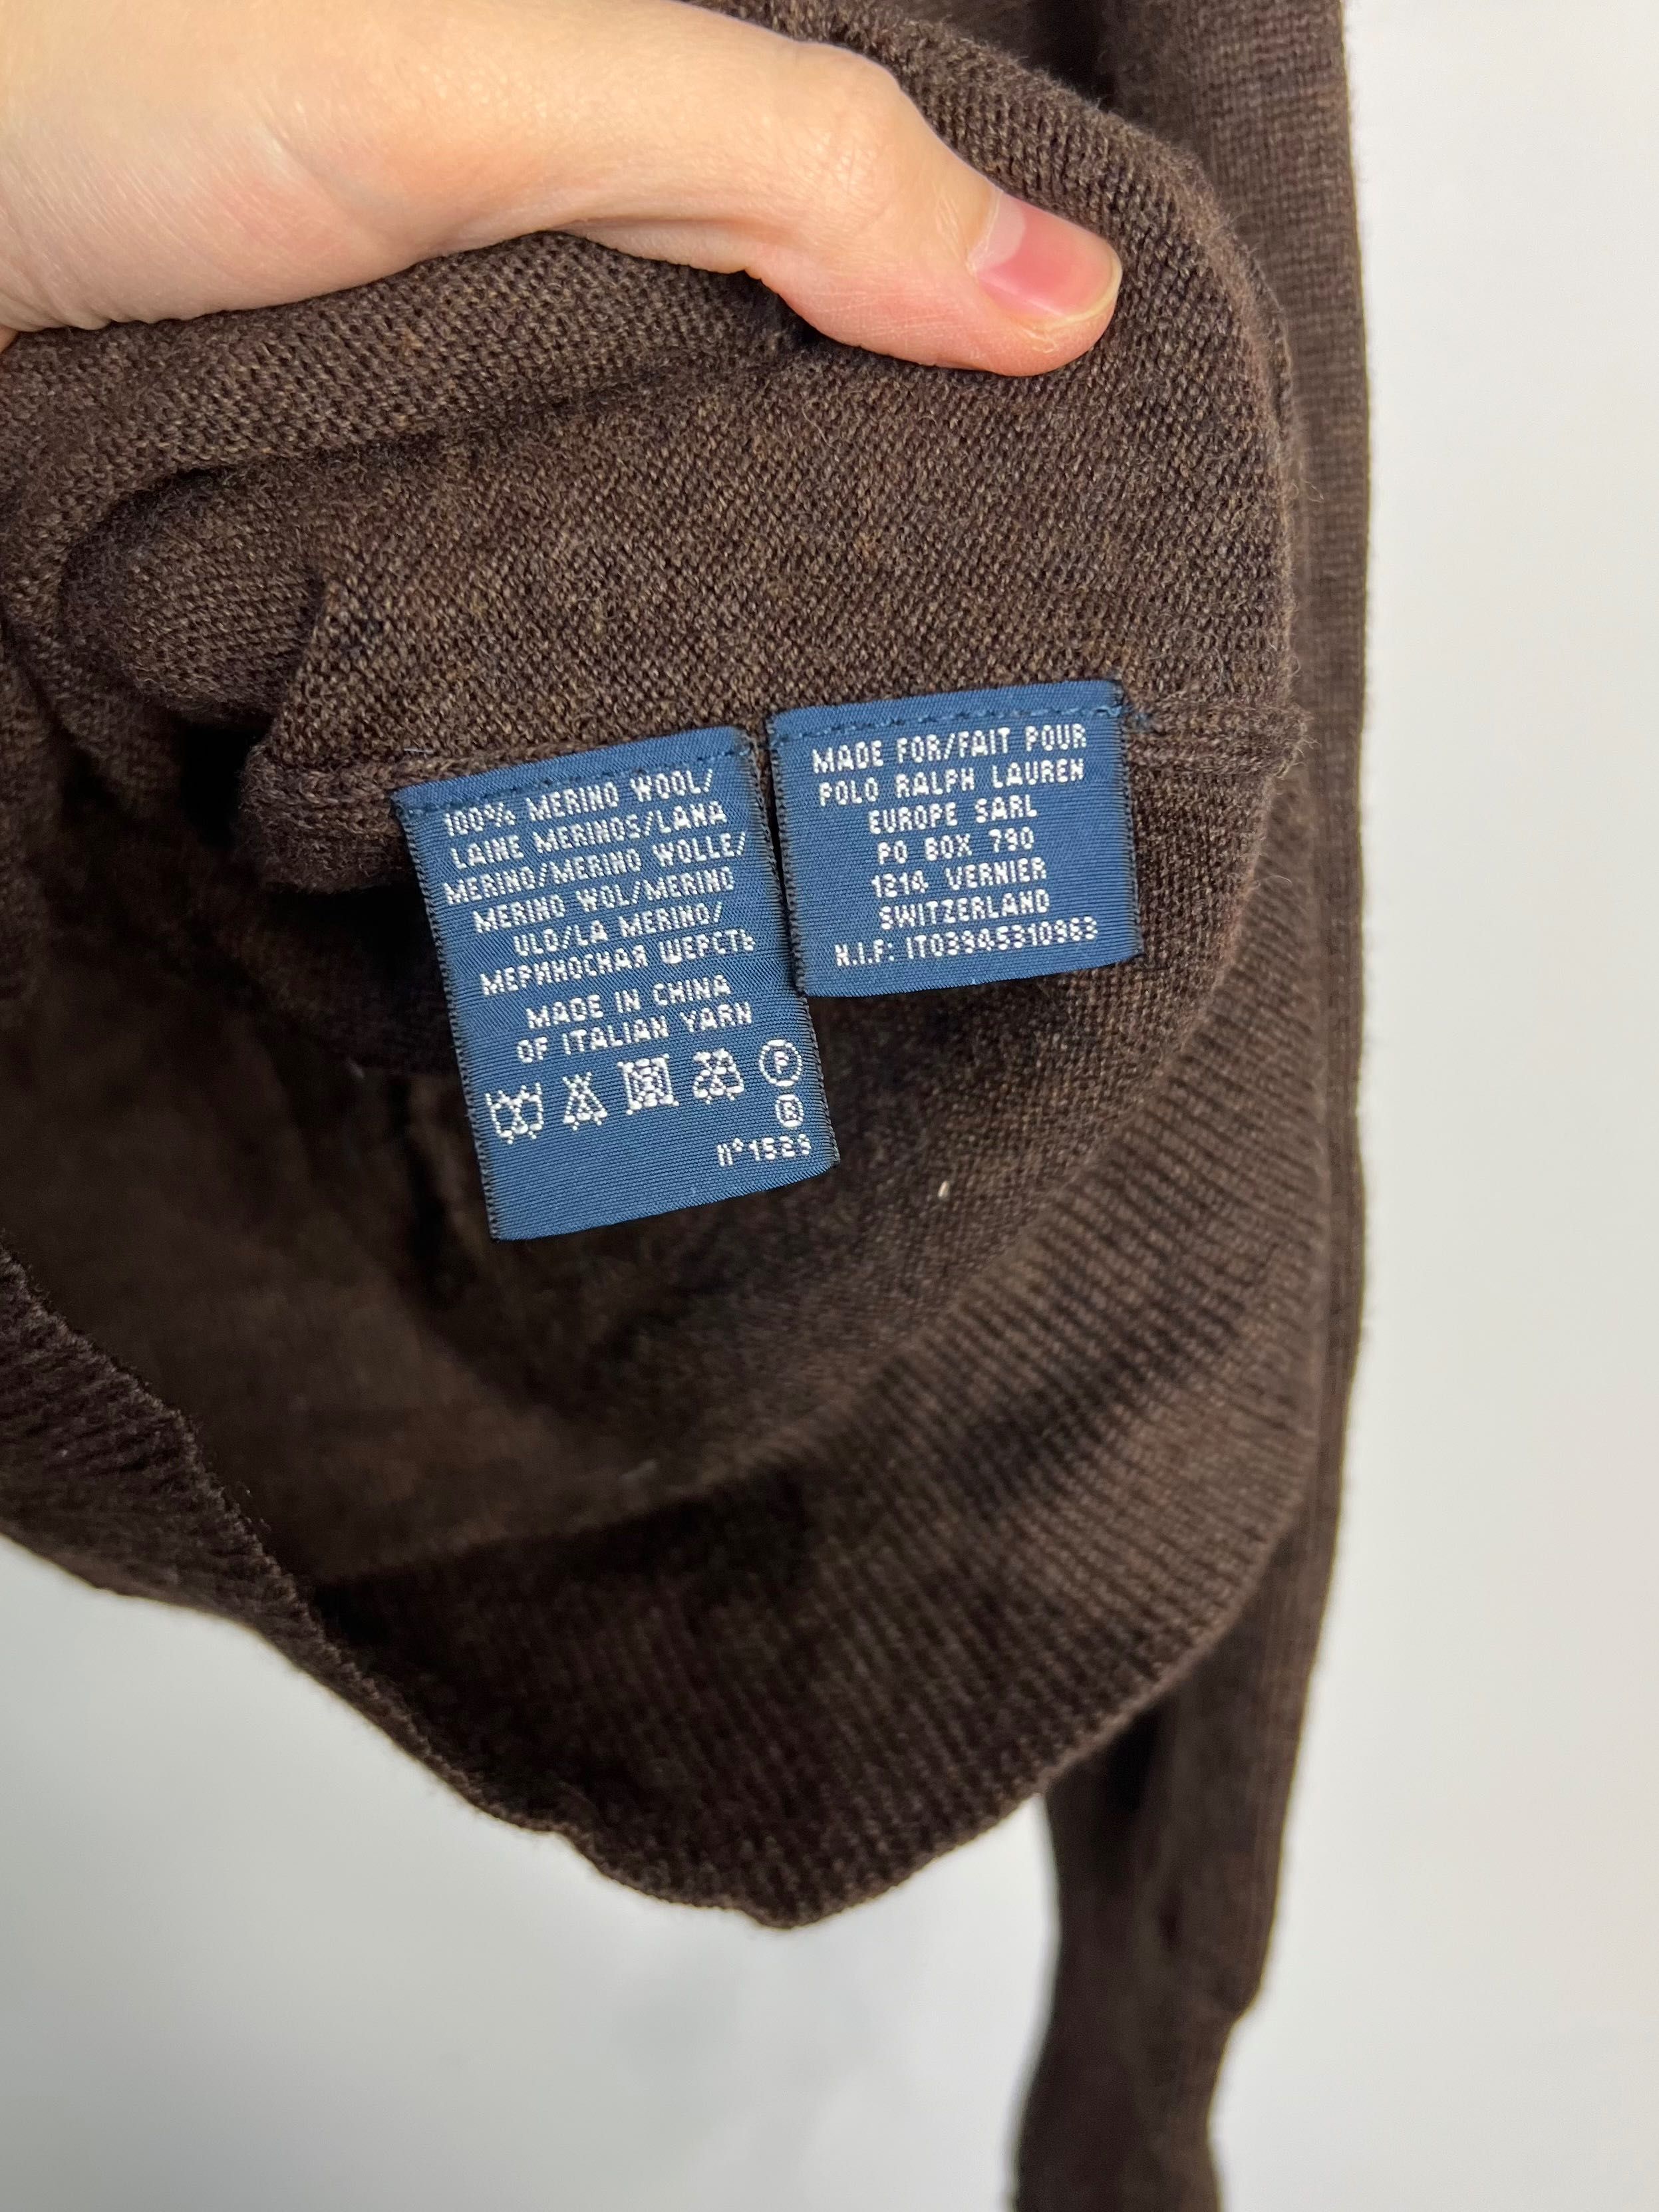 100% MERINO WOOL/
LAINE MERINOS/LANA
MERINO/MERINO WOLLE/
MERINO WOL/MERINO
ULD/LA MERINO/
МЕРИНОСНАЯ ШЕРСТЬ
MADE IN CHINA
OF ITALIAN YARN
P
R
n°1523
MADE FOR/FAIT POUR
POLO RALPH LAUREN
EUROPE SARL
PO BOX 790
1214 VERNIER
SWITZERLAND
N.I.F: IT03945310963